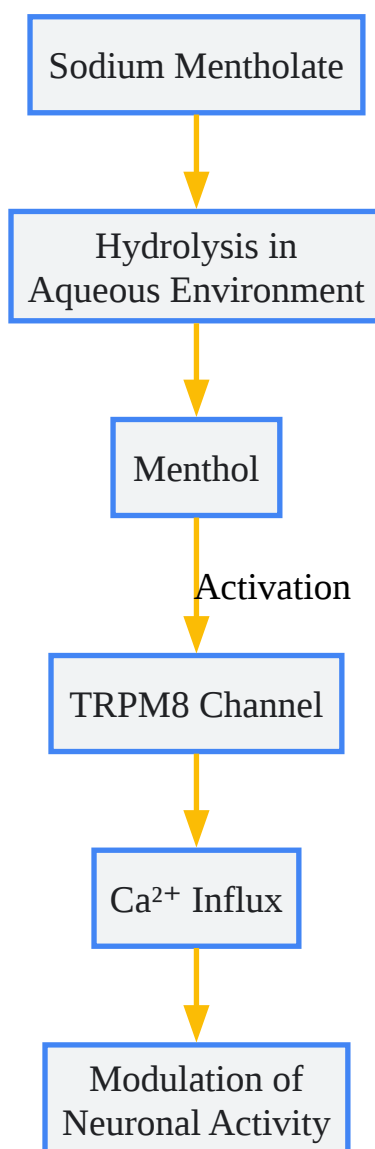 Sodium Mentholate
Hydrolysis in
Aqueous Environment
Menthol
Activation
TRPM8 Channel
Ca²⁺ Influx
Modulation of
Neuronal Activity